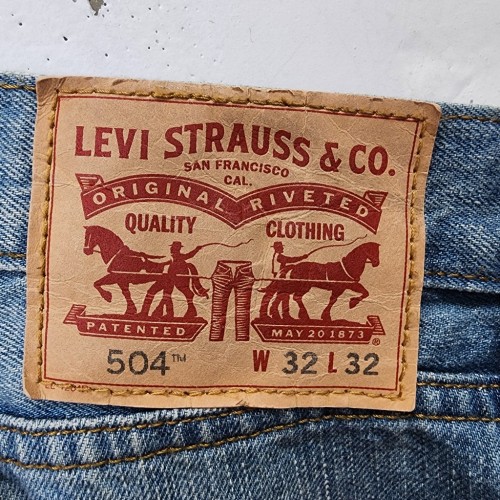 LEVI STRAUSS & CO.
SAN FRANCISCO
CAL.
ORIGINAL RIVETED
QUALITY CLOTHING
PATENTED MAY 20 1873 ®
504™ W 32 L 32